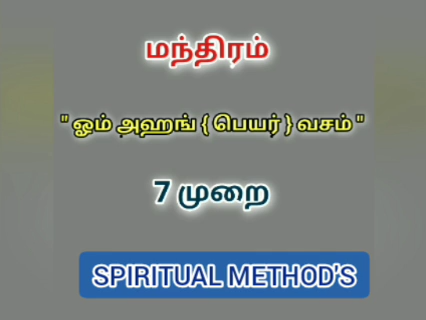 மந்திரம்
" ஓம் அஹங் { பெயர் } வசம் "
7 முறை
SPIRITUAL METHOD'S